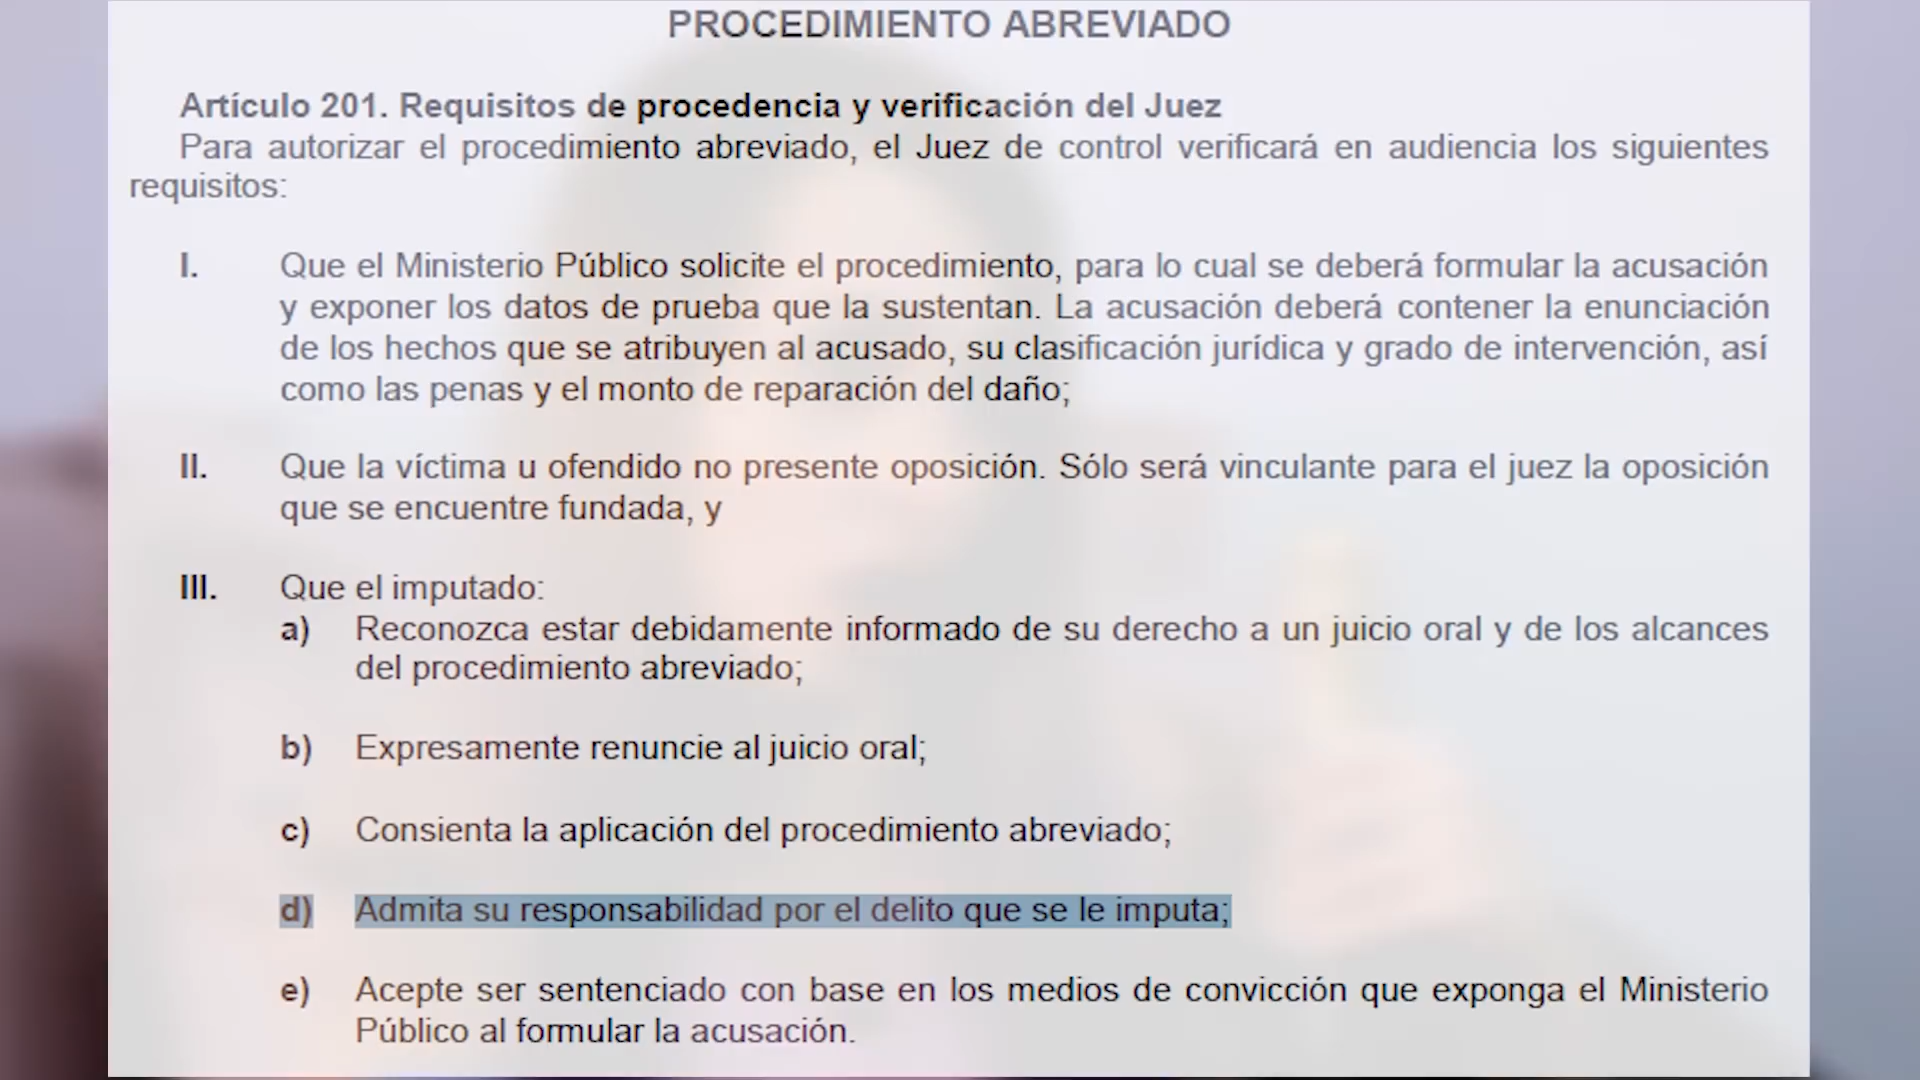 PROCEDIMIENTO ABREVIADO
Artículo 201. Requisitos de procedencia y verificación del Juez
Para autorizar el procedimiento abreviado, el Juez de control verificará en audiencia los siguientes
requisitos:
I. Que el Ministerio Público solicite el procedimiento, para lo cual se deberá formular la acusación
y exponer los datos de prueba que la sustentan. La acusación deberá contener la enunciación
de los hechos que se atribuyen al acusado, su clasificación jurídica y grado de intervención, así
como las penas y el monto de reparación del daño;
II. Que la víctima u ofendido no presente oposición. Sólo será vinculante para el juez la oposición
que se encuentre fundada, y
III. Que el imputado:
a) Reconozca estar debidamente informado de su derecho a un juicio oral y de los alcances
del procedimiento abreviado;
b) Expresamente renuncie al juicio oral;
c) Consienta la aplicación del procedimiento abreviado;
d) Admita su responsabilidad por el delito que se le imputa;
e) Acepte ser sentenciado con base en los medios de convicción que exponga el Ministerio
Público al formular la acusación.